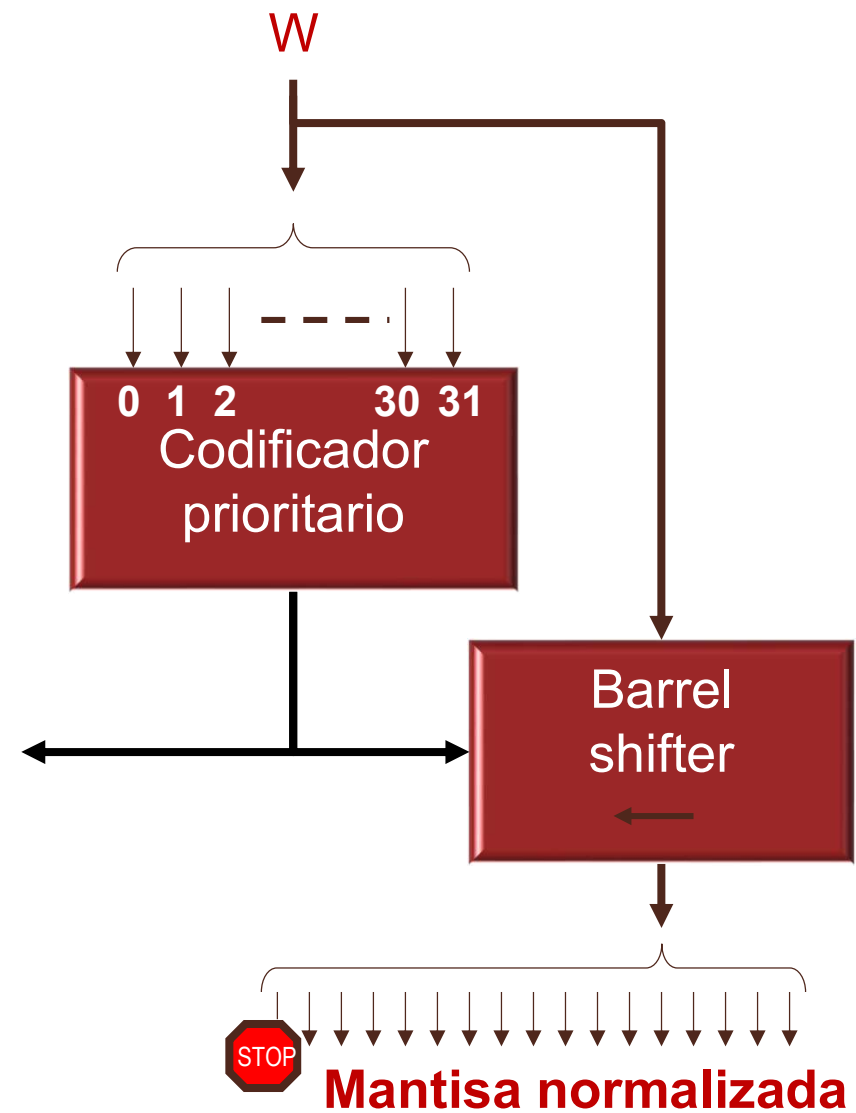 W
0 1 2 30 31
Codificador
prioritario
Barrel
shifter
STOP
Mantisa normalizada